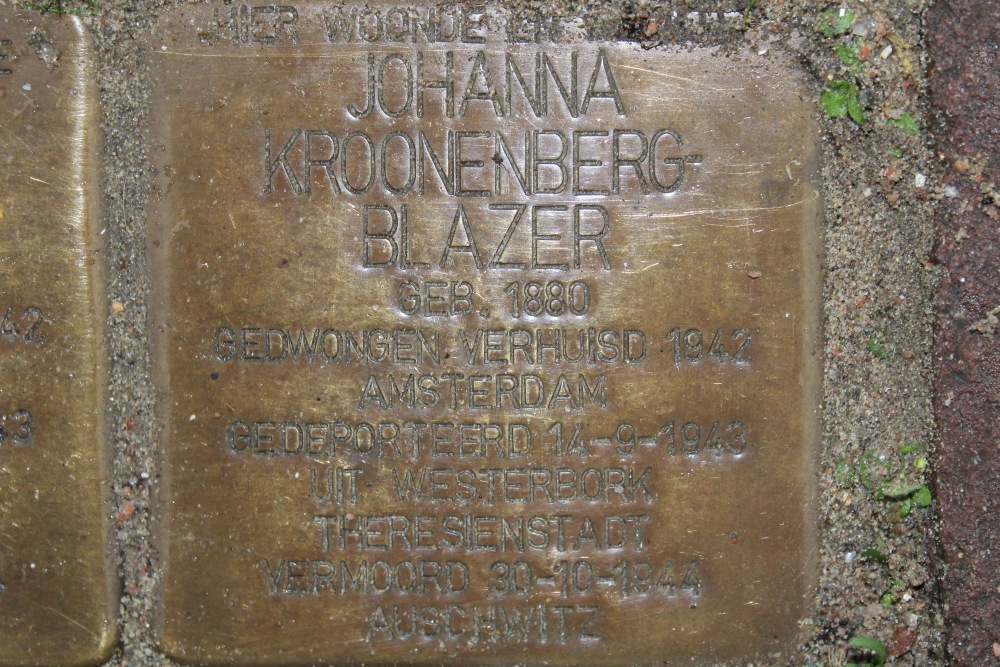 HIER WOONDE EN
JOHANNA
KROONENBERG-
BLAZER
GEB. 1880
GEDWONGEN VERHUISD 1942
AMSTERDAM
GEDEPORTEERD 14-9-1943
UIT WESTERBORK
THERESIENSTADT
VERMOORD 30-10-1944
AUSCHWITZ